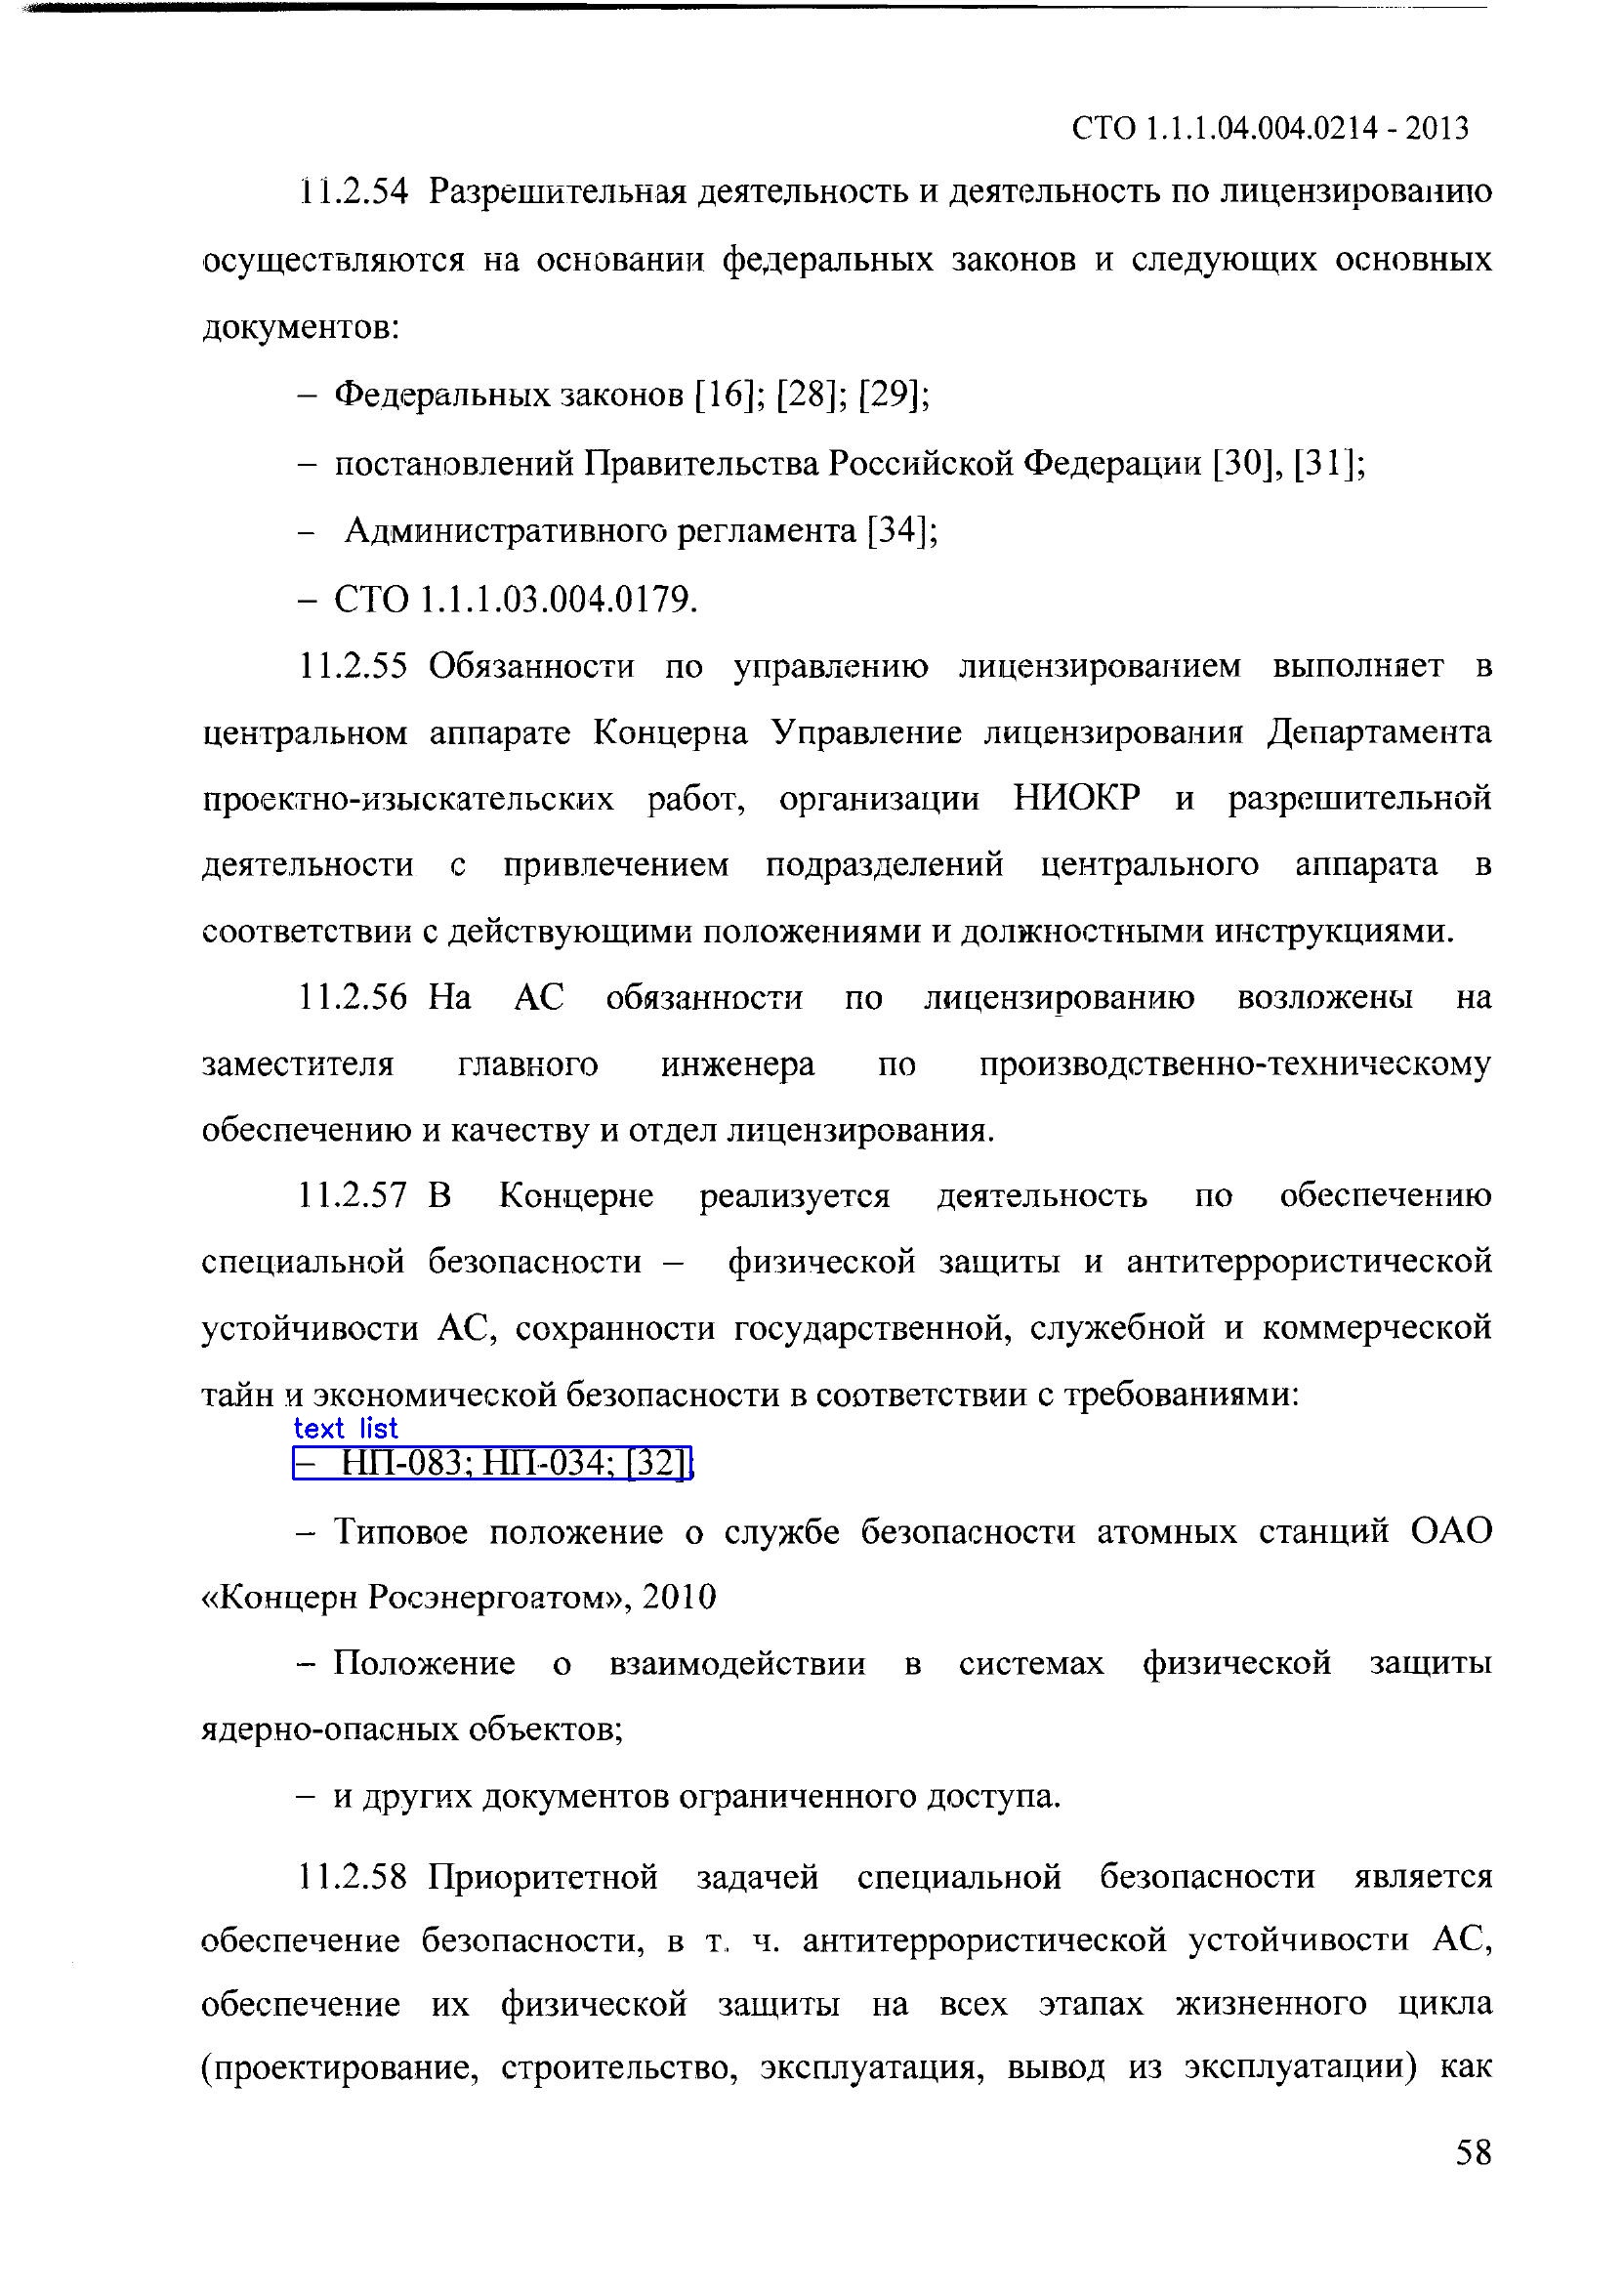 СТО 1.1.1.04.004.0214 - 2013
11.2.54 Разрешительная деятельность и деятельность по лицензированию
осуществляются на основании федеральных законов и следующих основных
документов:
– Федеральных законов [16]; [28]; [29];
– постановлений Правительства Российской Федерации [30], [31];
– Административного регламента [34];
– СТО 1.1.1.03.004.0179.
11.2.55 Обязанности по управлению лицензированием выполняет в
центральном аппарате Концерна Управление лицензирования Департамента
проектно-изыскательских работ, организации НИОКР и разрешительной
деятельности с привлечением подразделений центрального аппарата в
соответствии с действующими положениями и должностными инструкциями.
11.2.56 На АС обязанности по лицензированию возложены на
заместителя главного инженера по производственно-техническому
обеспечению и качеству и отдел лицензирования.
11.2.57 В Концерне реализуется деятельность по обеспечению
специальной безопасности – физической защиты и антитеррористической
устойчивости АС, сохранности государственной, служебной и коммерческой
тайн и экономической безопасности в соответствии с требованиями:
text list
– НП-083; НП-034; [32],
– Типовое положение о службе безопасности атомных станций ОАО
«Концерн Росэнергоатом», 2010
– Положение о взаимодействии в системах физической защиты
ядерно-опасных объектов;
– и других документов ограниченного доступа.
11.2.58 Приоритетной задачей специальной безопасности является
обеспечение безопасности, в т. ч. антитеррористической устойчивости АС,
обеспечение их физической защиты на всех этапах жизненного цикла
(проектирование, строительство, эксплуатация, вывод из эксплуатации) как
58